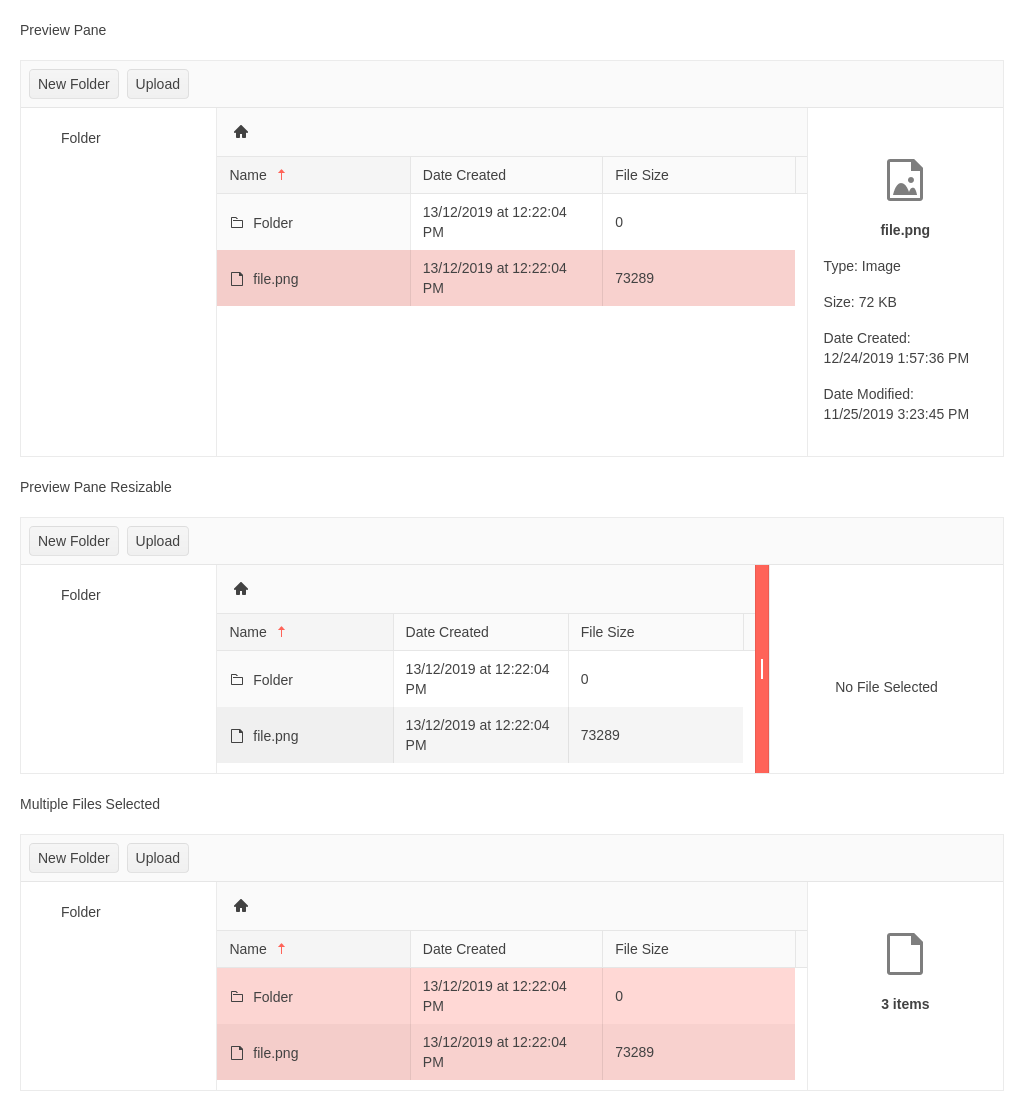 Preview Pane
New Folder Upload
Folder
Name Date Created File Size
Folder 13/12/2019 at 12:22:04 PM 0
file.png 13/12/2019 at 12:22:04 PM 73289
file.png
Type: Image
Size: 72 KB
Date Created:
12/24/2019 1:57:36 PM
Date Modified:
11/25/2019 3:23:45 PM
Preview Pane Resizable
New Folder Upload
Folder
Name Date Created File Size
Folder 13/12/2019 at 12:22:04 PM 0
file.png 13/12/2019 at 12:22:04 PM 73289
No File Selected
Multiple Files Selected
New Folder Upload
Folder
Name Date Created File Size
Folder 13/12/2019 at 12:22:04 PM 0
file.png 13/12/2019 at 12:22:04 PM 73289
3 items